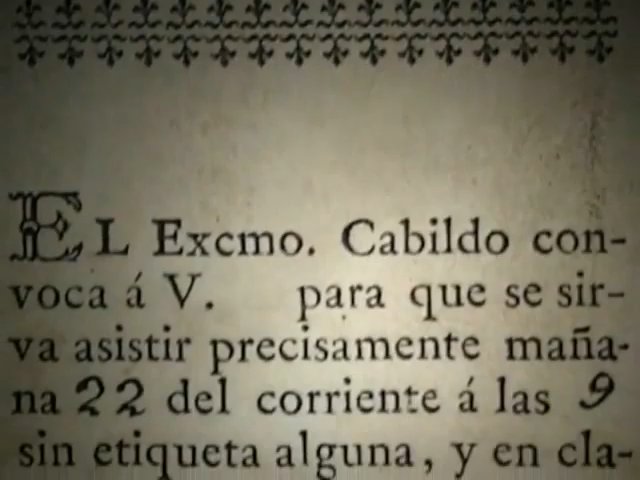 EL Excmo. Cabildo con-
voca á V. para que se sir-
va asistir precisamente maña-
na 22 del corriente á las 9
sin etiqueta alguna, y en cla-